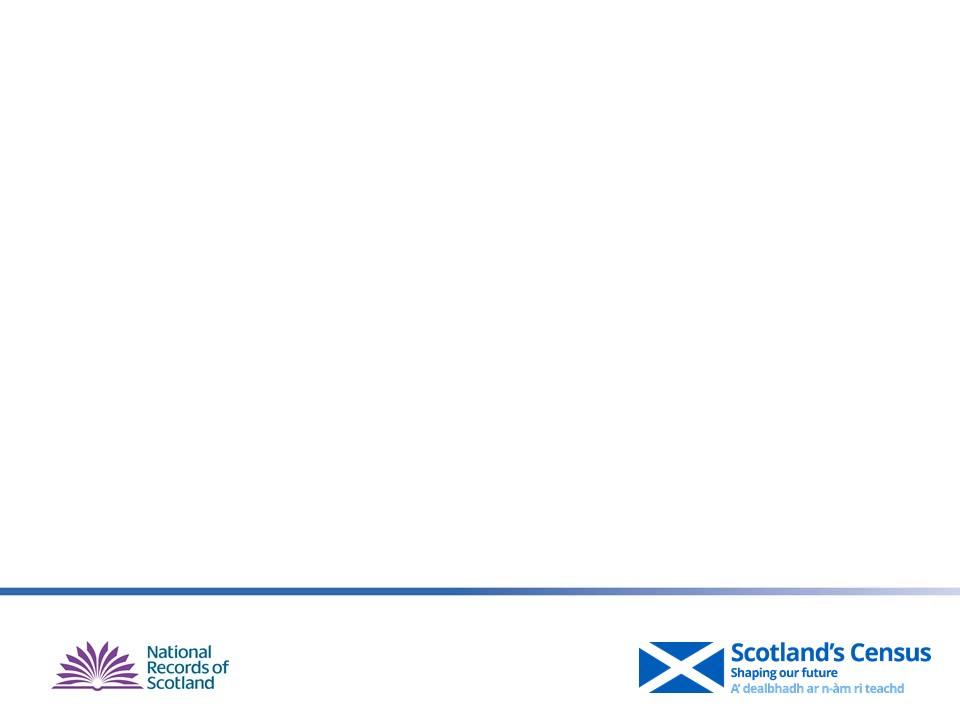 National
Records of
Scotland
Scotland's Census
Shaping our future
A' dealbhadh ar n-àm ri teachd